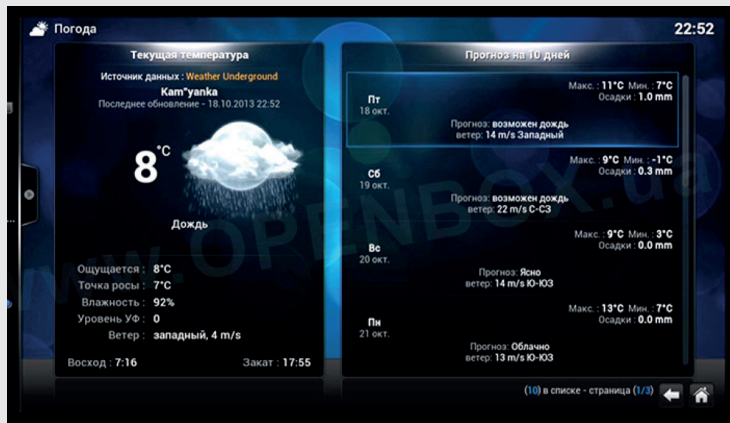 Погода
22:52
Текущая температура
Источник данных : Weather Underground
Kam"yanka
Последнее обновление - 18.10.2013 22:52
8°C
Дождь
Ощущается : 8°C
Точка росы : 7°C
Влажность : 92%
Уровень УФ : 0
Ветер : западный, 4 m/s
Восход : 7:16
Закат : 17:55
Прогноз на 10 дней
Макс. : 11°C Мин. : 7°C
Осадки : 1.0 mm
Пт
18 окт.
Прогноз: возможен дождь
ветер: 14 m/s Западный
Макс. : 9°C Мин. : -1°C
Осадки : 0.3 mm
Сб
19 окт.
Прогноз: возможен дождь
ветер: 22 m/s С-СЗ
Макс. : 9°C Мин. : 3°C
Осадки : 0.0 mm
Вс
20 окт.
Прогноз: Ясно
ветер: 14 m/s Ю-ЮЗ
Макс. : 13°C Мин. : 7°C
Осадки : 0.0 mm
Пн
21 окт.
Прогноз: Облачно
ветер: 13 m/s Ю-ЮЗ
(10) в списке - страница (1/3)
www.OPENBOX.ua